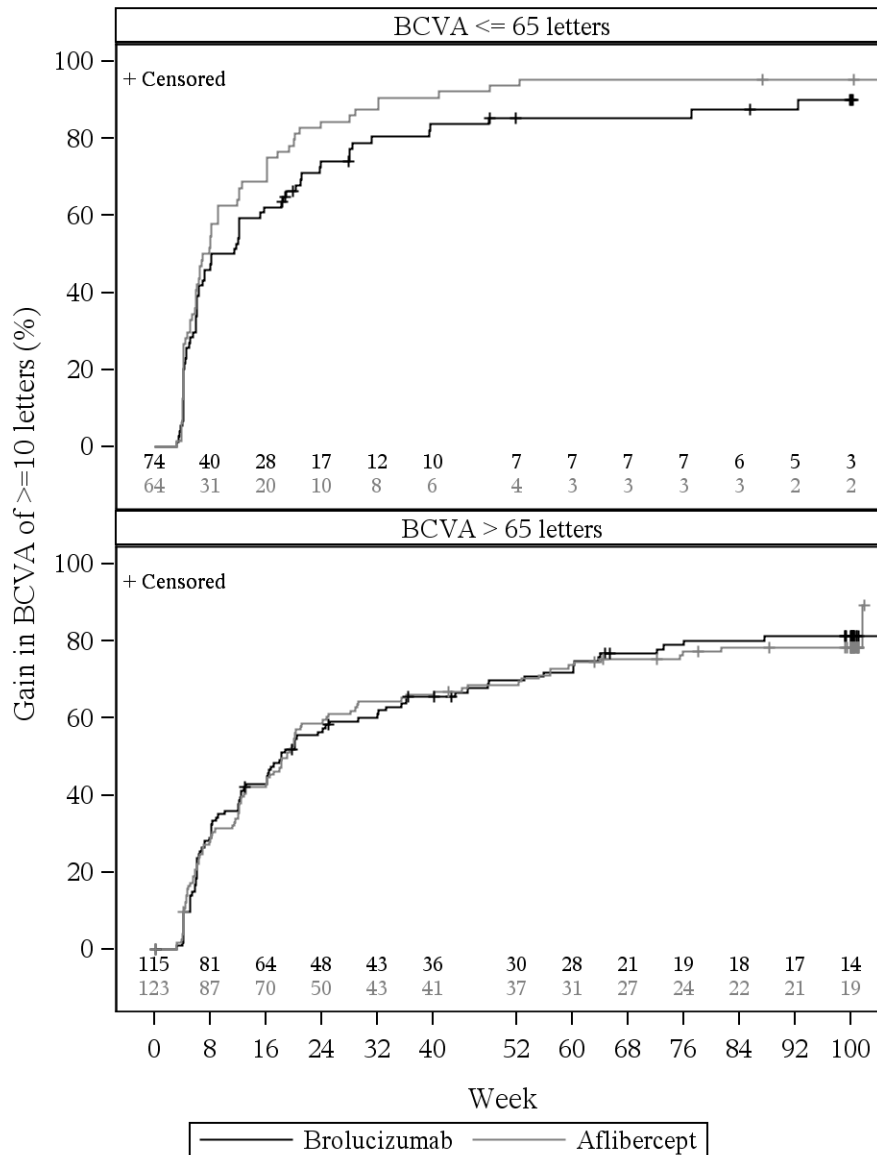 BCVA <= 65 letters
100
+ Censored
80
60
40
20
0
74 40 28 17 12 10 7 7 7 7 6 5 3
64 31 20 10 8 6 4 3 3 3 3 2 2
Gain in BCVA of >=10 letters (%)
BCVA > 65 letters
100
+ Censored
80
60
40
20
0
115 81 64 48 43 36 30 28 21 19 18 17 14
123 87 70 50 43 41 37 31 27 24 22 21 19
0 8 16 24 32 40 52 60 68 76 84 92 100
Week
Brolucizumab Aflibercept